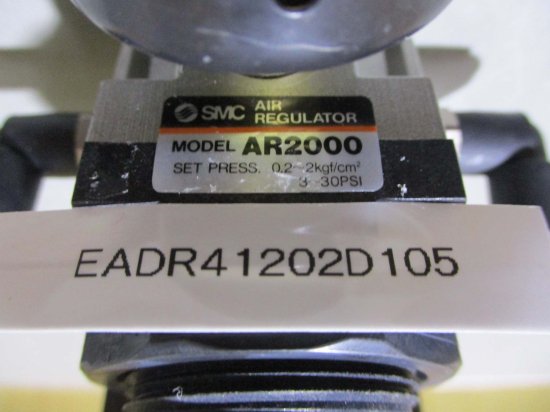 SMC AIR
REGULATOR
MODEL AR2000
SET PRESS. 0.2~2kgf/cm²
3~30PSI
EADR41202D105